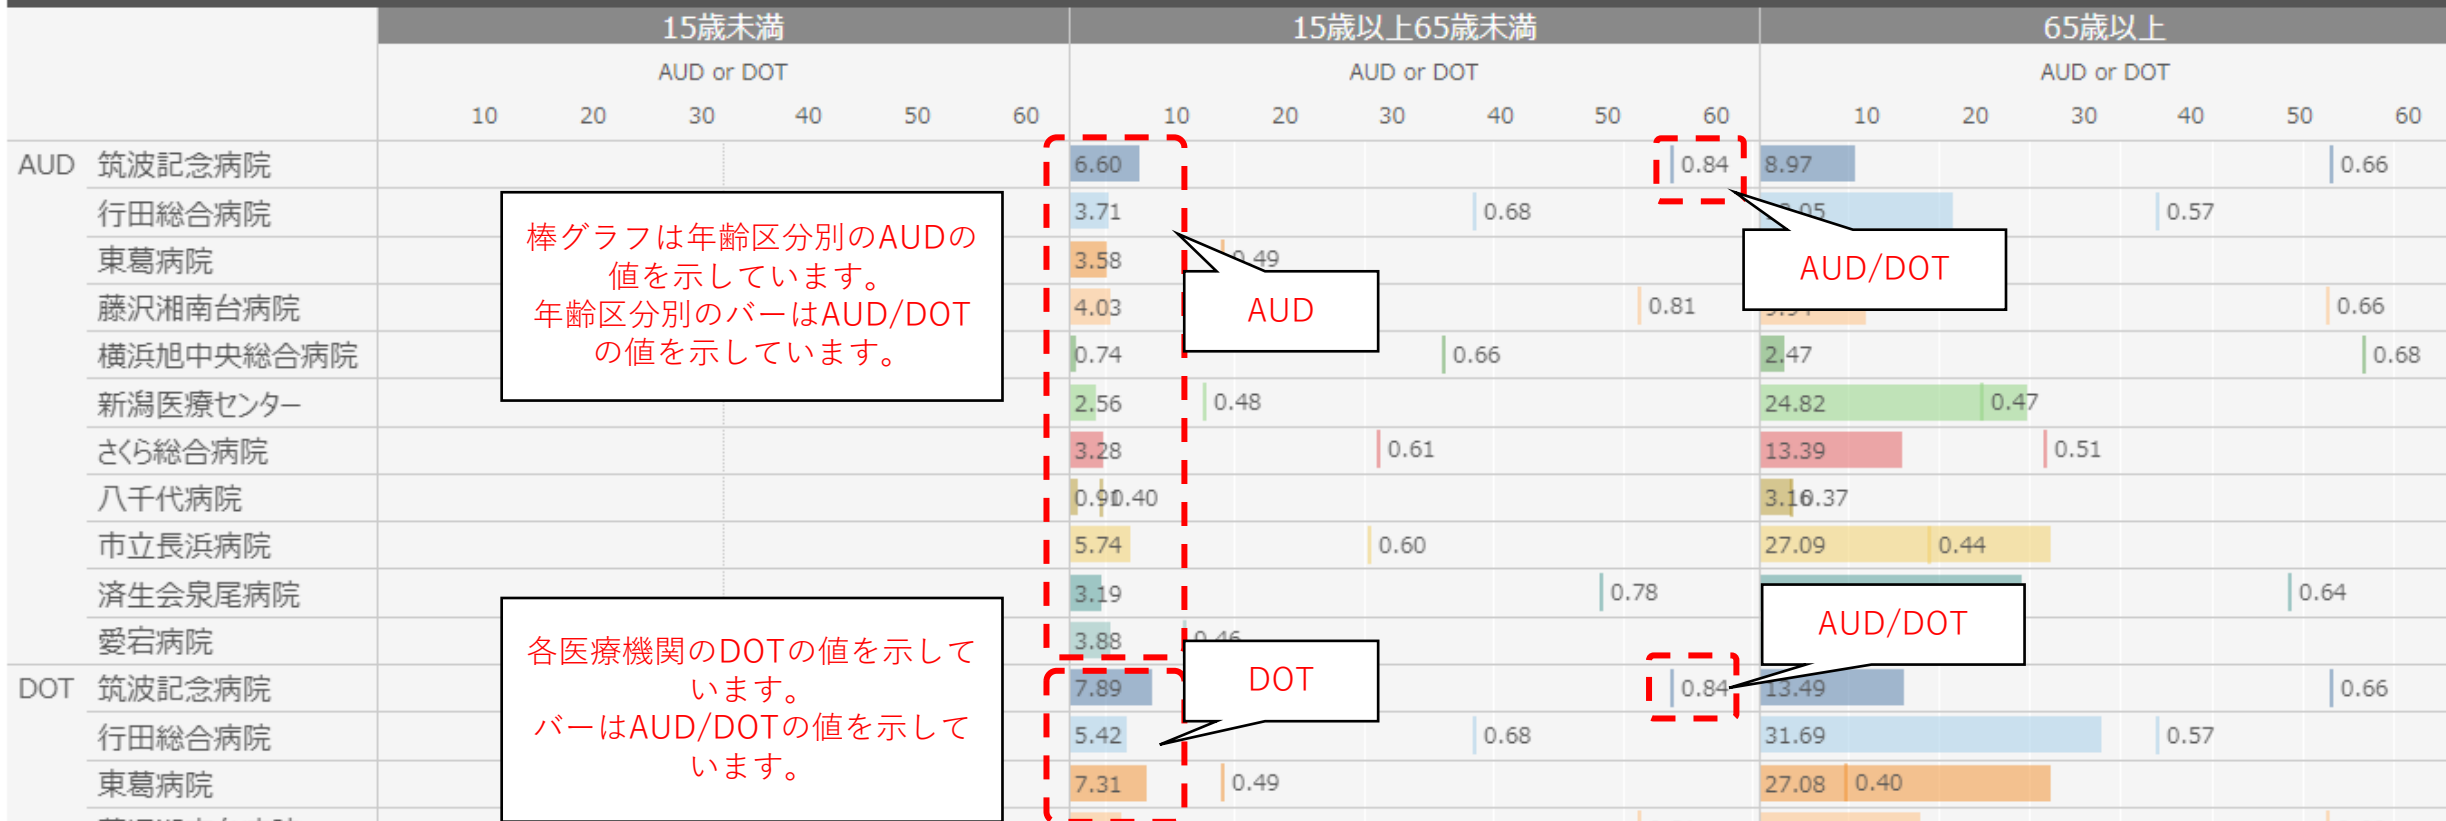 15歳未満 15歳以上65歳未満 65歳以上
AUD or DOT AUD or DOT AUD or DOT
10 20 30 40 50 60 10 20 30 40 50 60 10 20 30 40 50 60
AUD 筑波記念病院 6.60 0.84 8.97 0.66
行田総合病院 3.71 0.68 0.57
東葛病院 3.58 0.49
藤沢湘南台病院 4.03 0.81 0.66
横浜旭中央総合病院 0.74 0.66 2.47 0.68
新潟医療センター 2.56 0.48 24.82 0.47
さくら総合病院 3.28 0.61 13.39 0.51
八千代病院 0.91 0.40 3.16 0.37
市立長浜病院 5.74 0.60 27.09 0.44
済生会泉尾病院 3.19 0.78 0.64
愛宕病院 3.88 0.46
DOT 筑波記念病院 7.89 0.84 13.49 0.66
行田総合病院 5.42 0.68 31.69 0.57
東葛病院 7.31 0.49 27.08 0.40
棒グラフは年齢区分別のAUDの
値を示しています。
年齢区分別のバーはAUD/DOT
の値を示しています。
AUD
AUD/DOT
各医療機関のDOTの値を示して
います。
バーはAUD/DOTの値を示して
います。
DOT
AUD/DOT